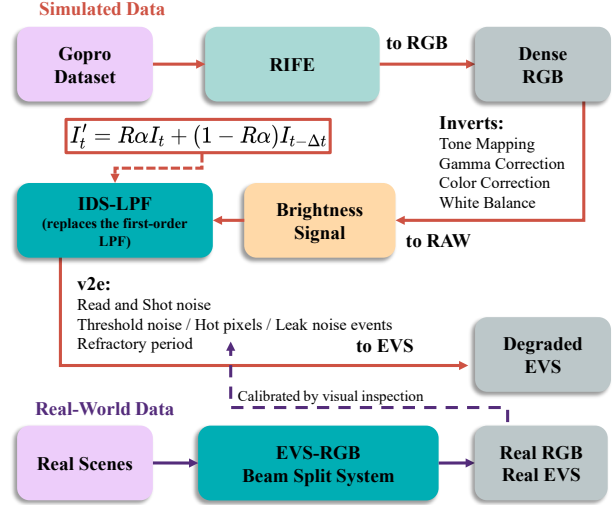 Simulated Data
Gopro
Dataset
RIFE
to RGB
Dense
RGB
I′ₜ = RαIₜ + (1 − Rα)Iₜ₋Δₜ
Inverts:
Tone Mapping
Gamma Correction
Color Correction
White Balance
IDS-LPF
(replaces the first-order
LPF)
Brightness
Signal
to RAW
v2e:
Read and Shot noise
Threshold noise / Hot pixels / Leak noise events
Refractory period
to EVS
Degraded
EVS
Calibrated by visual inspection
Real-World Data
Real Scenes
EVS-RGB
Beam Split System
Real RGB
Real EVS